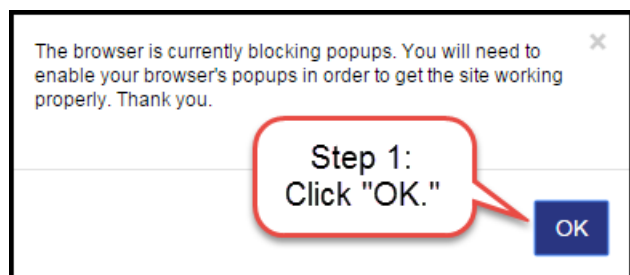 The browser is currently blocking popups. You will need to
enable your browser's popups in order to get the site working
properly. Thank you.
Step 1:
Click "OK."
OK